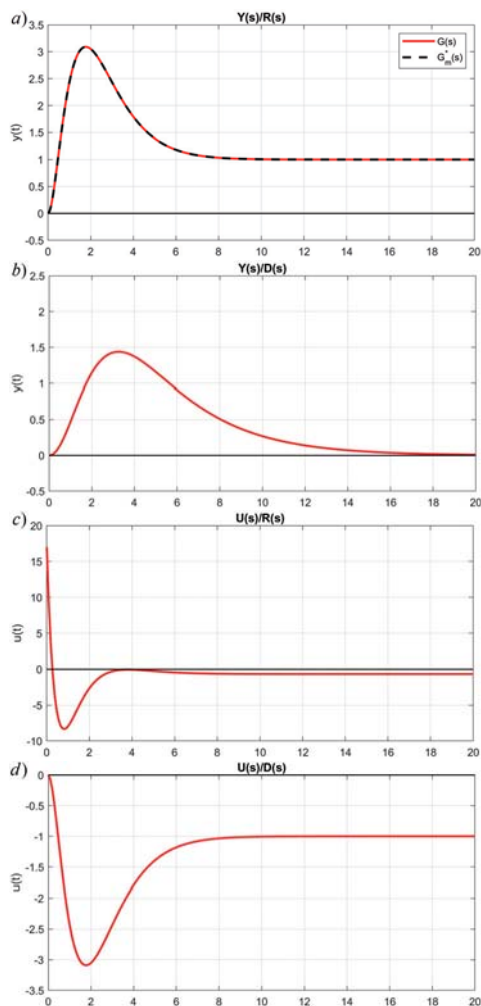 a)
Y(s)/R(s)
3.5
3
2.5
2
1.5
1
0.5
0
-0.5
y(t)
G(s)
G*m(s)
0 2 4 6 8 10 12 14 16 18 20
b)
Y(s)/D(s)
2.5
2
1.5
1
0.5
0
-0.5
y(t)
0 2 4 6 8 10 12 14 16 18 20
c)
U(s)/R(s)
20
15
10
5
0
-5
-10
u(t)
0 2 4 6 8 10 12 14 16 18 20
d)
U(s)/D(s)
0
-0.5
-1
-1.5
-2
-2.5
-3
-3.5
u(t)
0 2 4 6 8 10 12 14 16 18 20